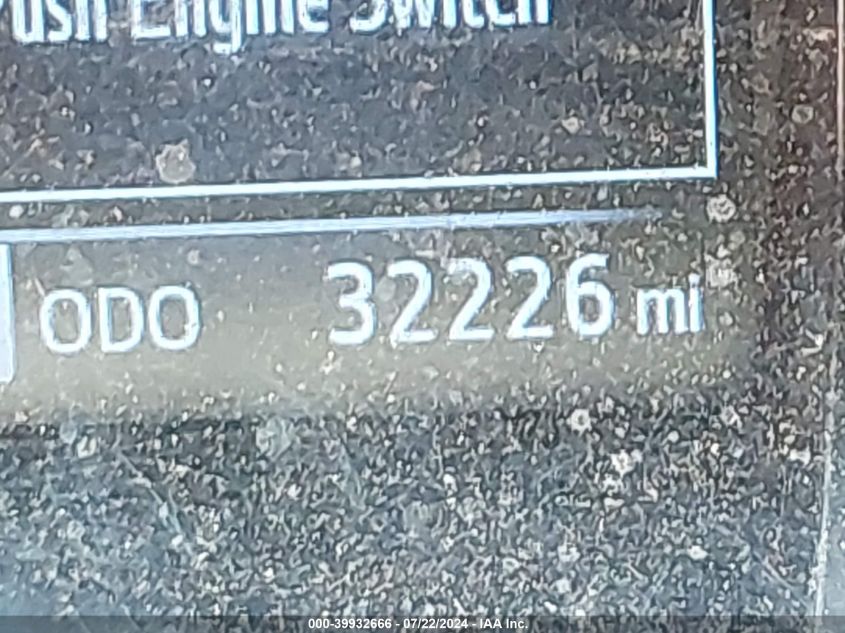 Push Engine Switch
ODO 32226 mi
000-39932666 - 07/22/2024 - IAA Inc.